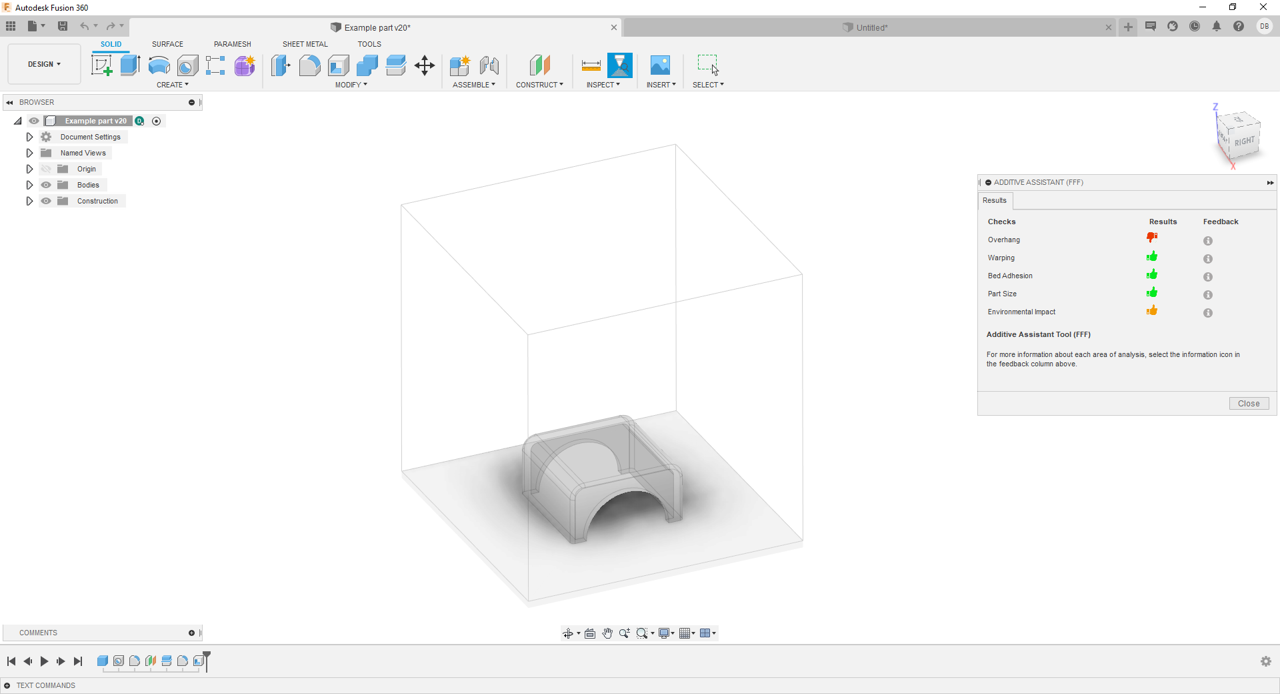 Autodesk Fusion 360
Example part v20*
Untitled*
DB
SOLID SURFACE PARAMESH SHEET METAL TOOLS
DESIGN
CREATE MODIFY ASSEMBLE CONSTRUCT INSPECT INSERT SELECT
BROWSER
Example part v20
Document Settings
Named Views
Origin
Bodies
Construction
Z
RIGHT
X
ADDITIVE ASSISTANT (FFF)
Results
Checks Results Feedback
Overhang
Warping
Bed Adhesion
Part Size
Environmental Impact
Additive Assistant Tool (FFF)
For more information about each area of analysis, select the information icon in
the feedback column above.
Close
COMMENTS
TEXT COMMANDS